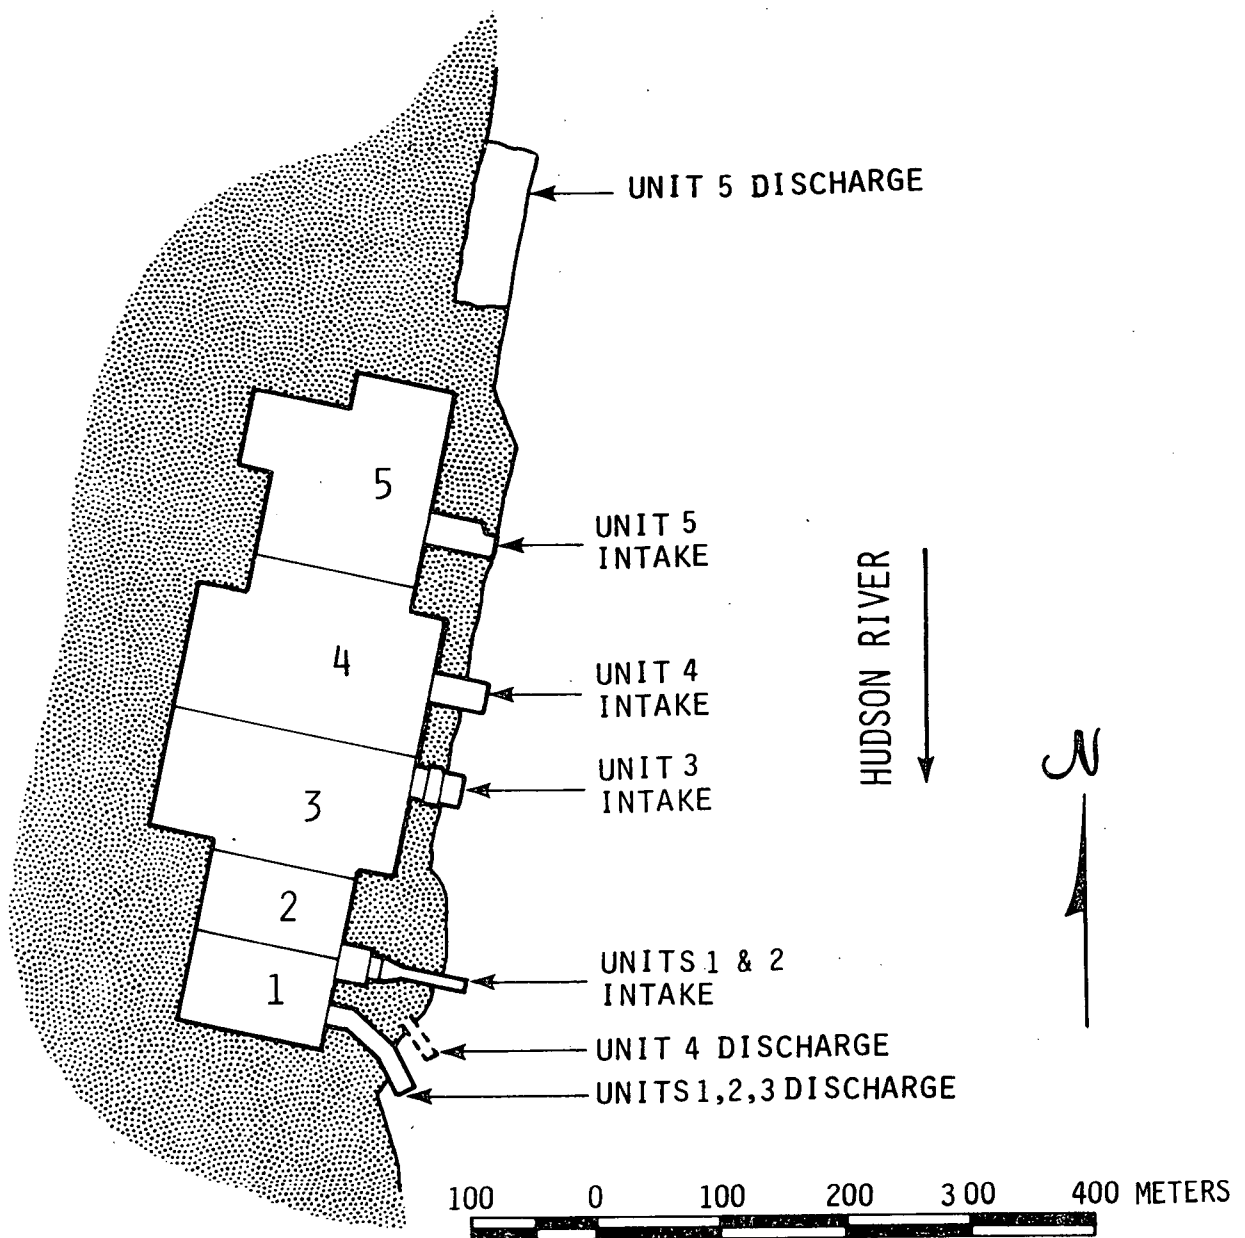 UNIT 5 DISCHARGE
5
UNIT 5
INTAKE
4
UNIT 4
INTAKE
HUDSON RIVER
N
UNIT 3
INTAKE
3
2
UNITS 1 & 2
INTAKE
1
UNIT 4 DISCHARGE
UNITS 1,2,3 DISCHARGE
100 0 100 200 300 400 METERS